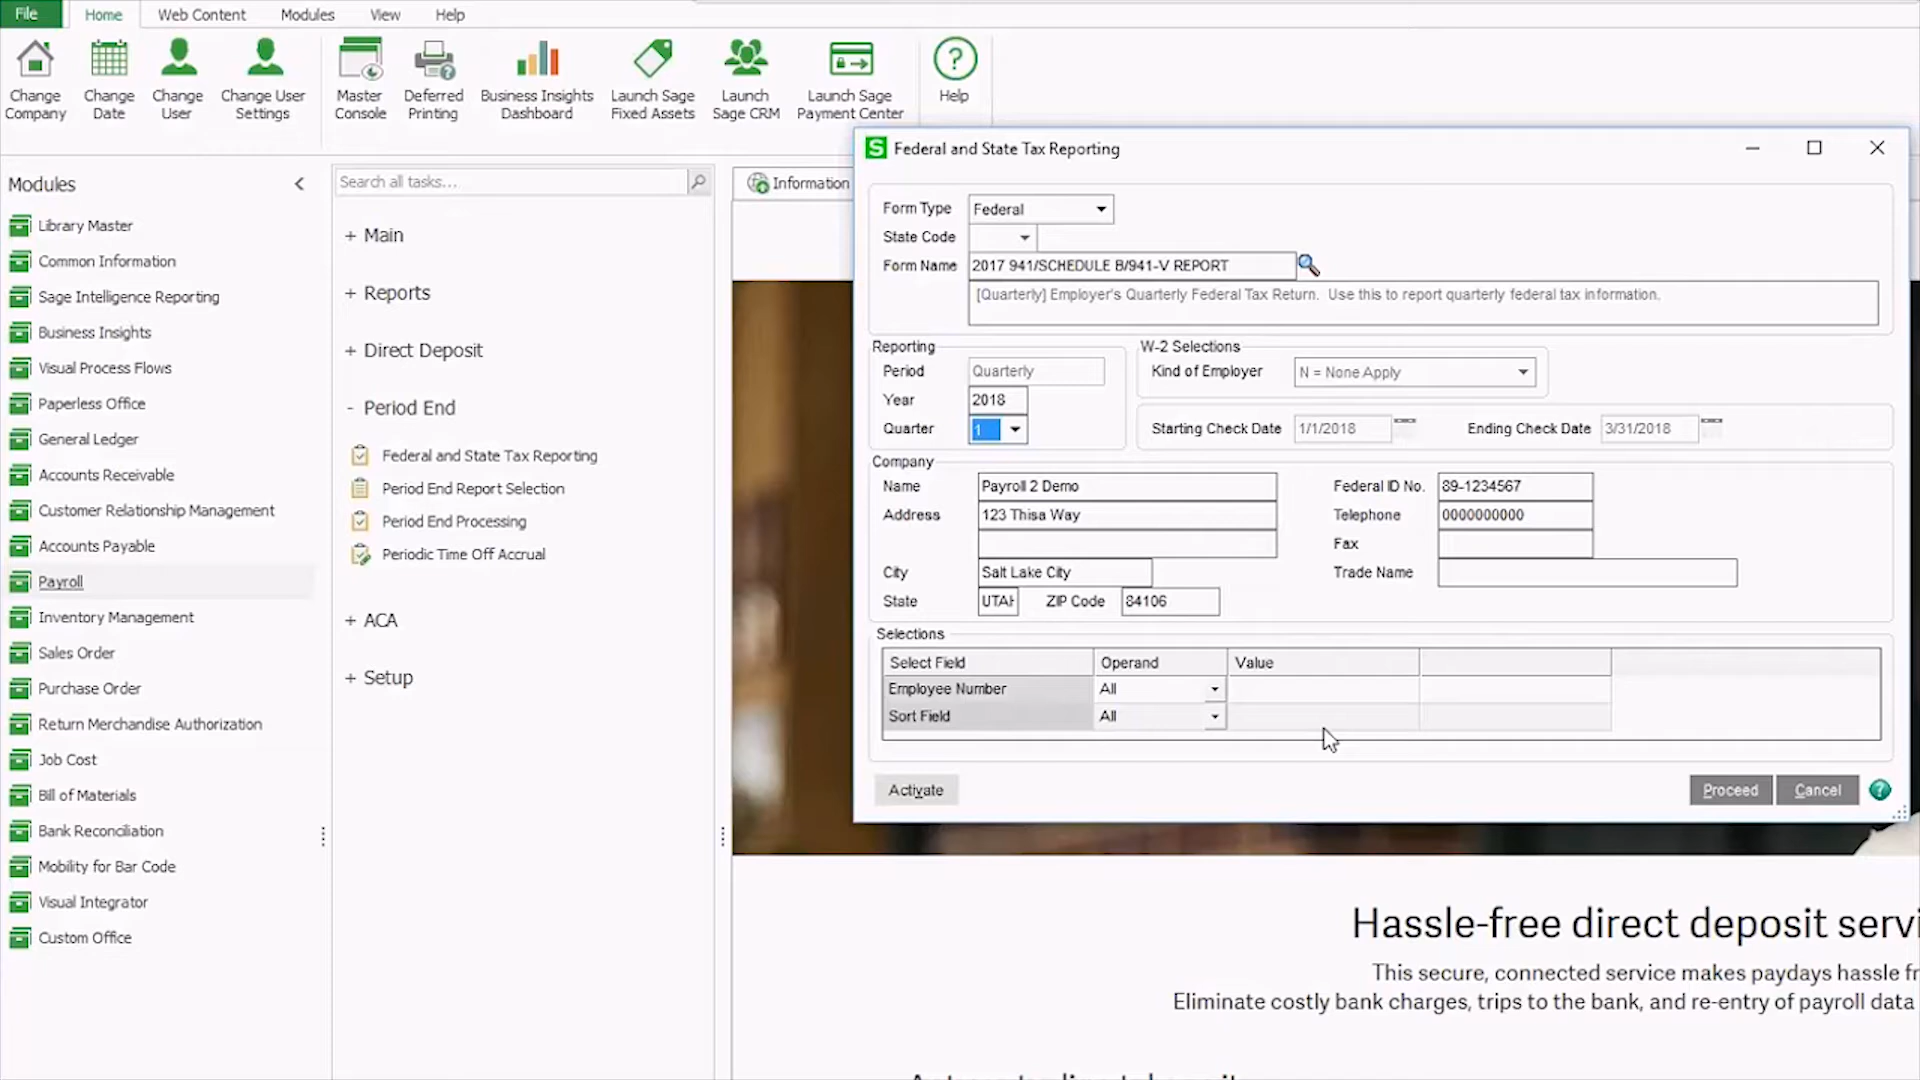 File
Home
Web Content
Modules
View
Help
Change Company
Change Date
Change User
Change User Settings
Master Console
Deferred Printing
Business Insights Dashboard
Launch Sage Fixed Assets
Launch Sage CRM
Launch Sage Payment Center
Help
Modules
Library Master
Common Information
Sage Intelligence Reporting
Business Insights
Visual Process Flows
Paperless Office
General Ledger
Accounts Receivable
Customer Relationship Management
Accounts Payable
Payroll
Inventory Management
Sales Order
Purchase Order
Return Merchandise Authorization
Job Cost
Bill of Materials
Bank Reconciliation
Mobility for Bar Code
Visual Integrator
Custom Office
Search all tasks...
+ Main
+ Reports
+ Direct Deposit
- Period End
Federal and State Tax Reporting
Period End Report Selection
Period End Processing
Periodic Time Off Accrual
+ ACA
+ Setup
Information
S Federal and State Tax Reporting
Form Type Federal
State Code
Form Name 2017 941/SCHEDULE B/941-V REPORT
[Quarterly] Employer's Quarterly Federal Tax Return. Use this to report quarterly federal tax information.
Reporting
Period Quarterly
Year 2018
Quarter 1
W-2 Selections
Kind of Employer N = None Apply
Starting Check Date 1/1/2018 Ending Check Date 3/31/2018
Company
Name Payroll 2 Demo Federal ID No. 89-1234567
Address 123 Thisa Way Telephone 0000000000
Fax
City Salt Lake City Trade Name
State UTAH ZIP Code 84106
Selections
Select Field Operand Value
Employee Number All
Sort Field All
Activate Proceed Cancel ?
Hassle-free direct deposit servi
This secure, connected service makes paydays hassle fr
Eliminate costly bank charges, trips to the bank, and re-entry of payroll data